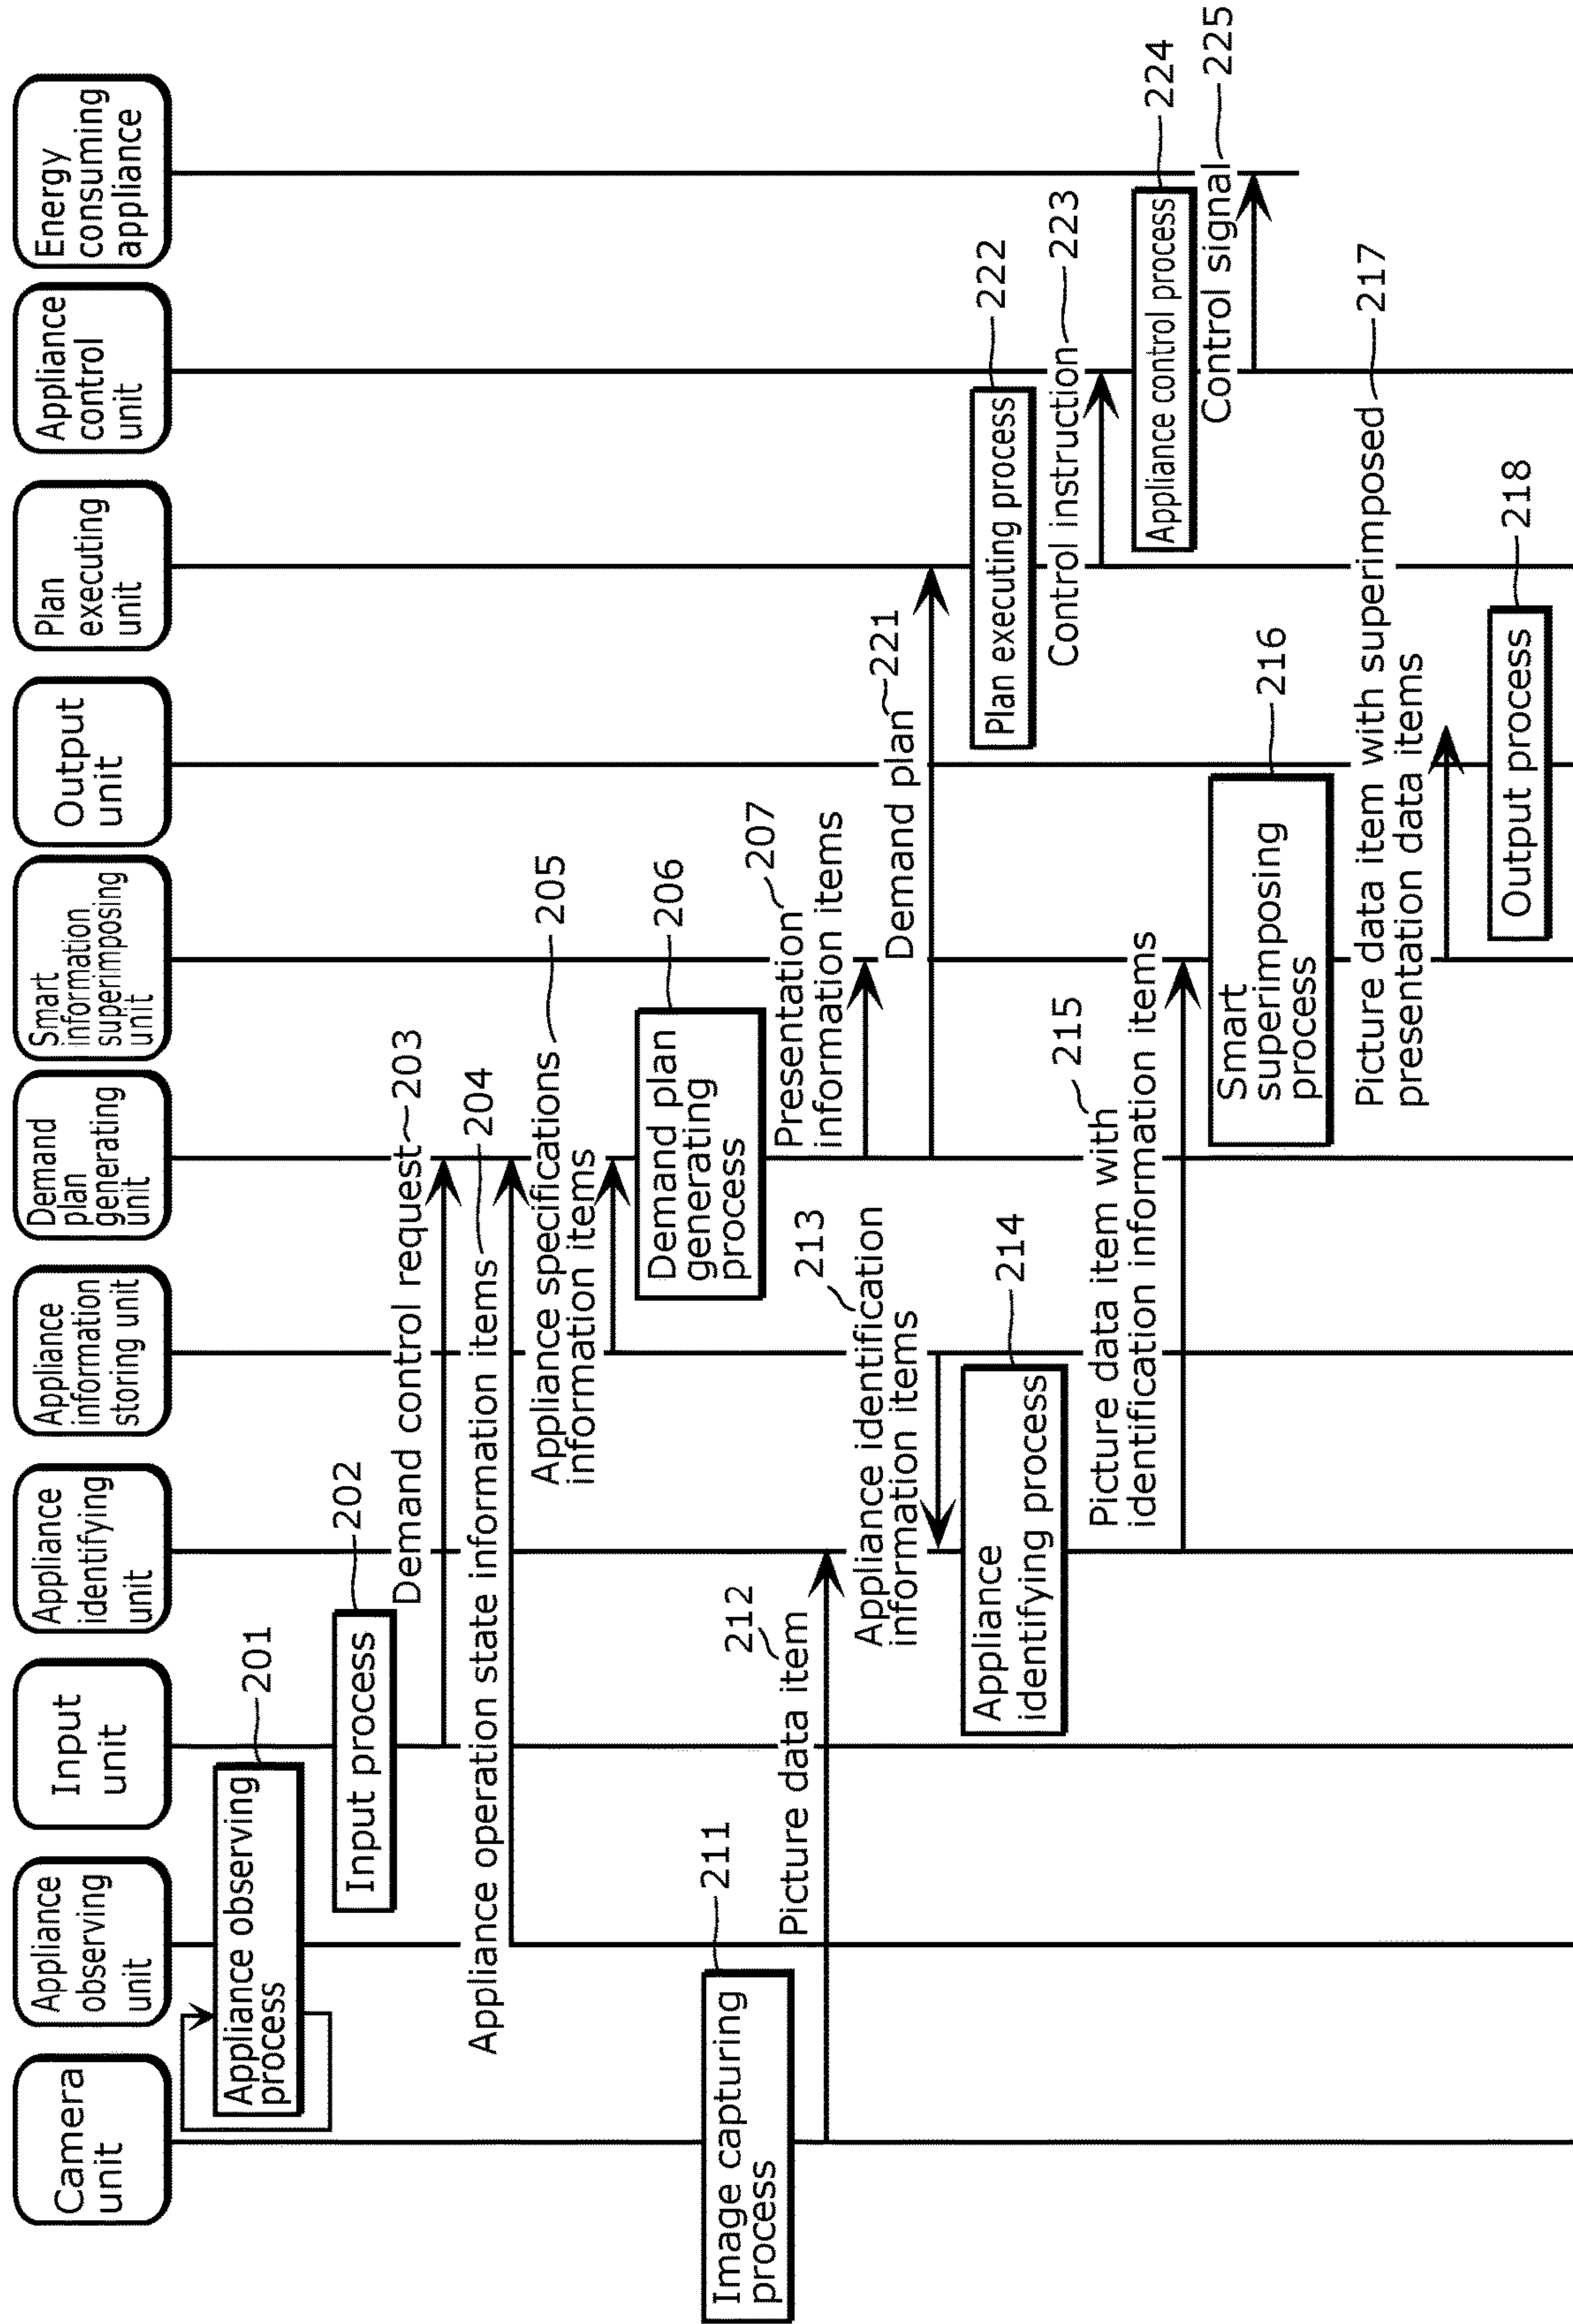 Camera
unit
Appliance
observing
unit
Input
unit
Appliance
identifying
unit
Appliance
information
storing unit
Demand
plan
generating
unit
Smart
information
superimposing
unit
Output
unit
Plan
executing
unit
Appliance
control
unit
Energy
consuming
appliance
Appliance observing
process
201
Input process
202
Demand control request
203
Appliance operation state information items
204
Appliance specifications
information items
205
Demand plan
generating
process
206
Image capturing
process
211
Presentation
information items
207
Picture data item
212
Demand plan
221
Appliance identification
information items
213
Appliance
identifying process
214
Plan executing process
222
Control instruction
223
Picture data item with
identification information items
215
Appliance control process
224
Control signal
225
Smart
superimposing
process
216
Picture data item with superimposed
presentation data items
217
Output process
218